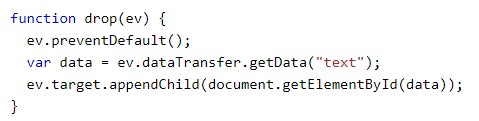 function drop(ev) {
  ev.preventDefault();
  var data = ev.dataTransfer.getData("text");
  ev.target.appendChild(document.getElementById(data));
}